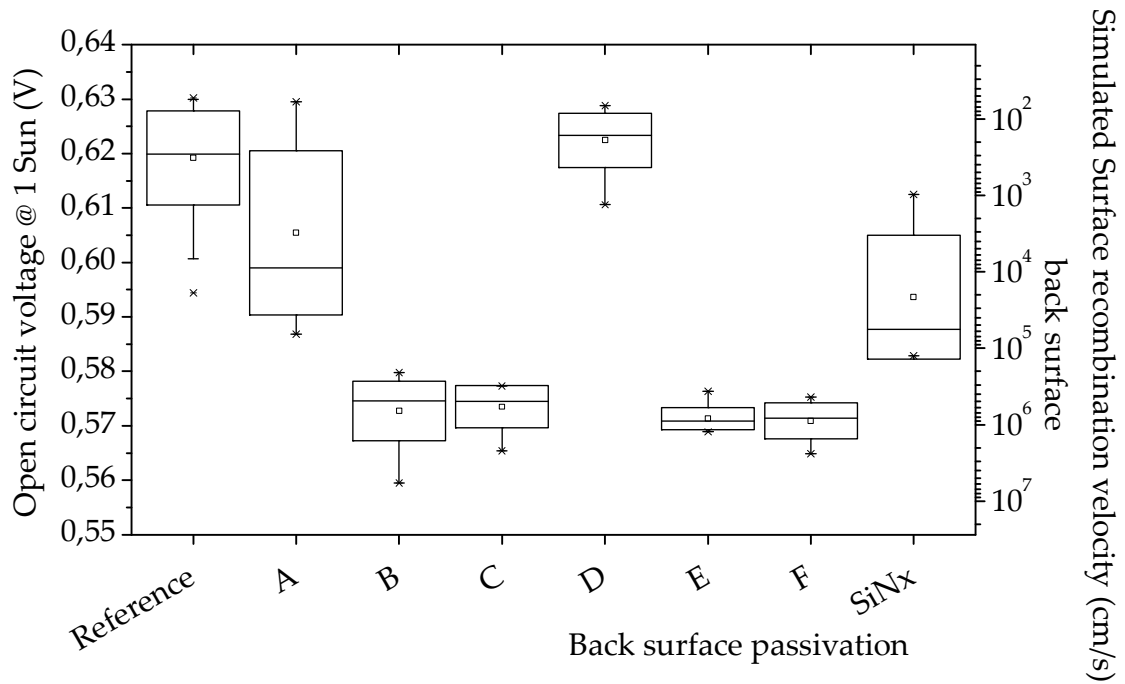 Open circuit voltage @ 1 Sun (V)
0,64
0,63
0,62
0,61
0,60
0,59
0,58
0,57
0,56
0,55
Reference
A
B
C
D
E
F
SiNx
Back surface passivation
10²
10³
10⁴
10⁵
10⁶
10⁷
back surface
Simulated Surface recombination velocity (cm/s)